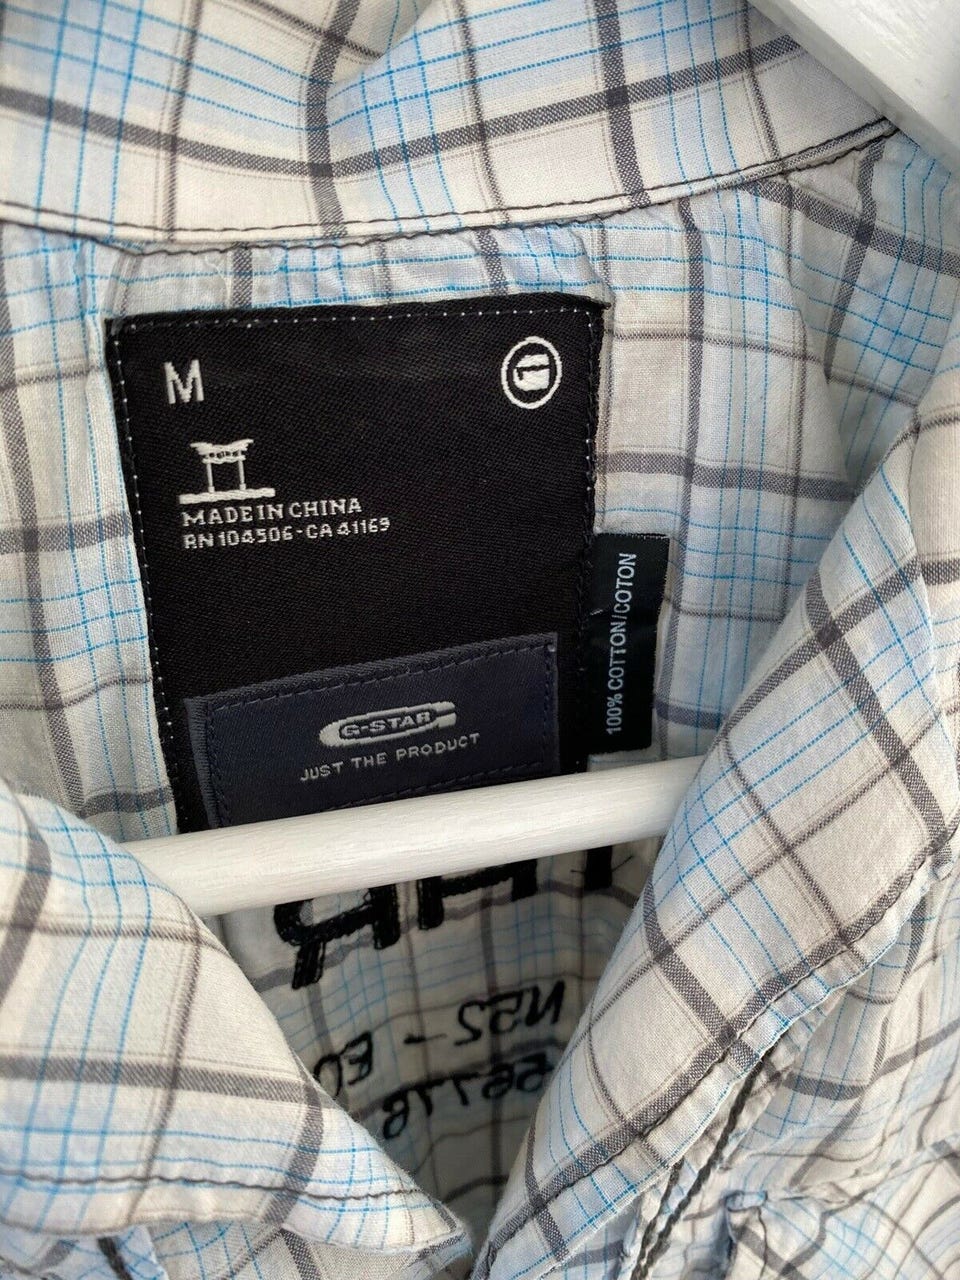 M
MADE IN CHINA
RN 104506-CA 41169
100% COTTON/COTON
G-STAR
JUST THE PRODUCT